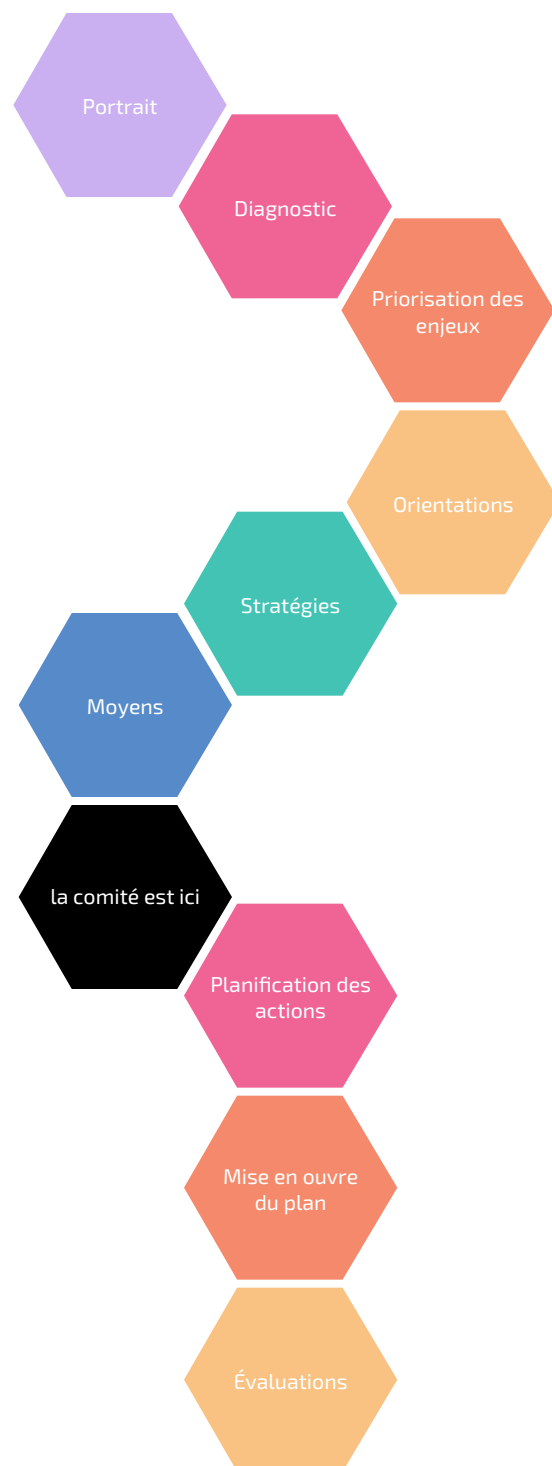 Portrait
Diagnostic
Priorisation des
enjeux
Orientations
Stratégies
Moyens
la comité est ici
Planification des
actions
Mise en ouvre
du plan
Évaluations